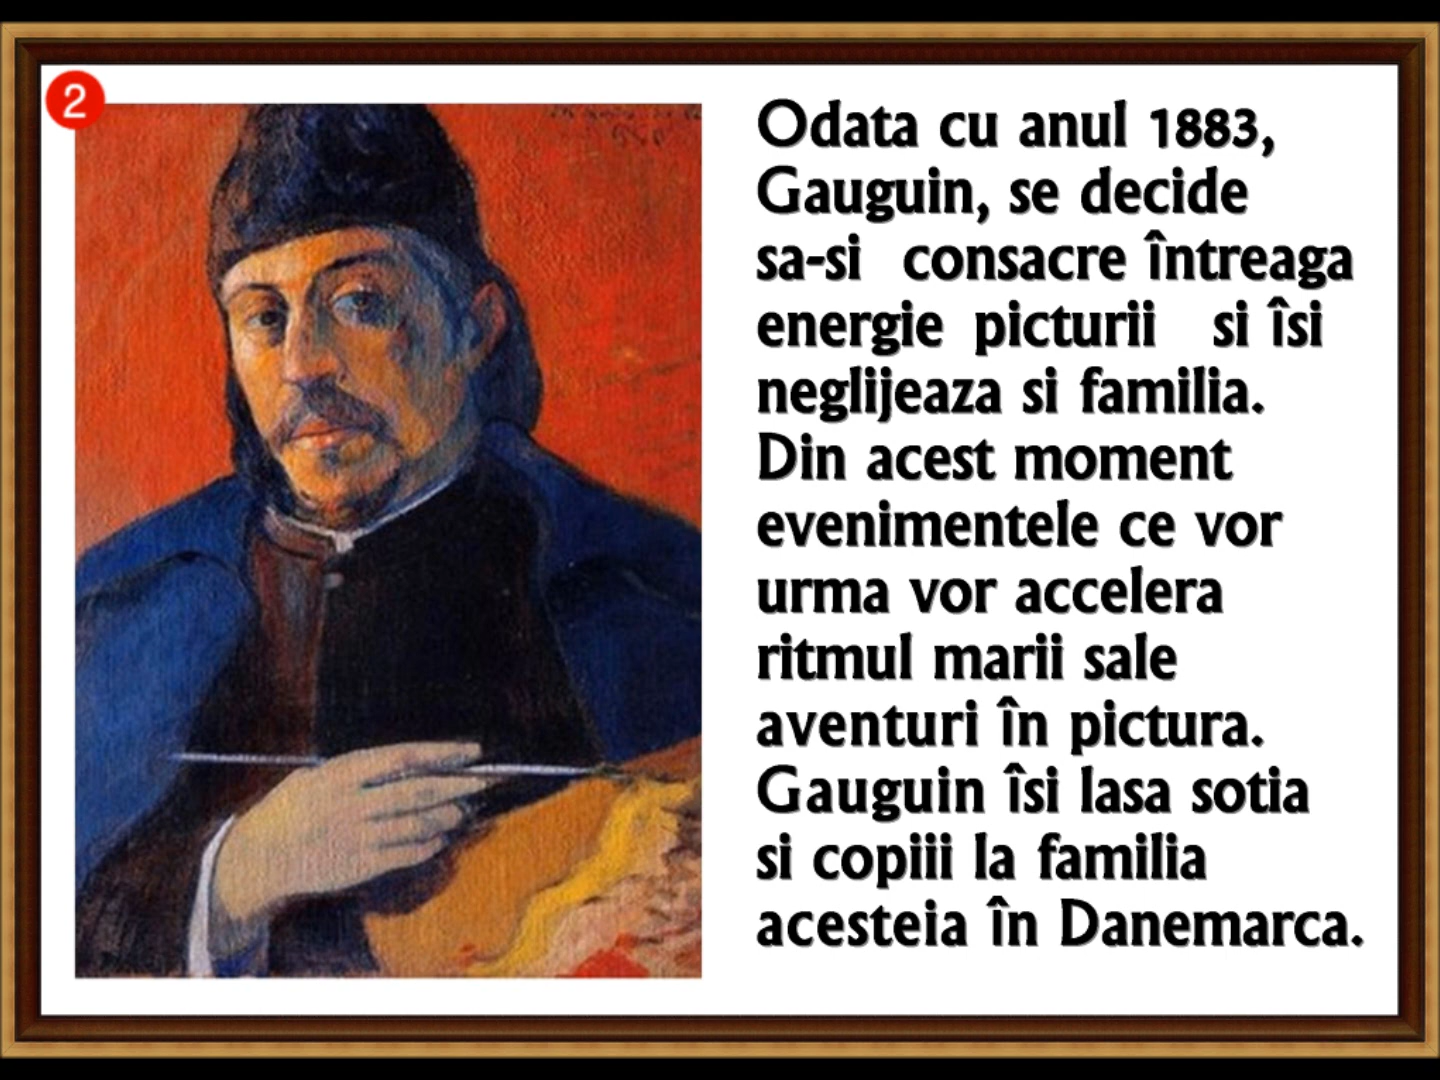 2
Odata cu anul 1883,
Gauguin, se decide
sa-si consacre întreaga
energie picturii si îsi
neglijeaza si familia.
Din acest moment
evenimentele ce vor
urma vor accelera
ritmul marii sale
aventuri în pictura.
Gauguin îsi lasa sotia
si copiii la familia
acesteia în Danemarca.